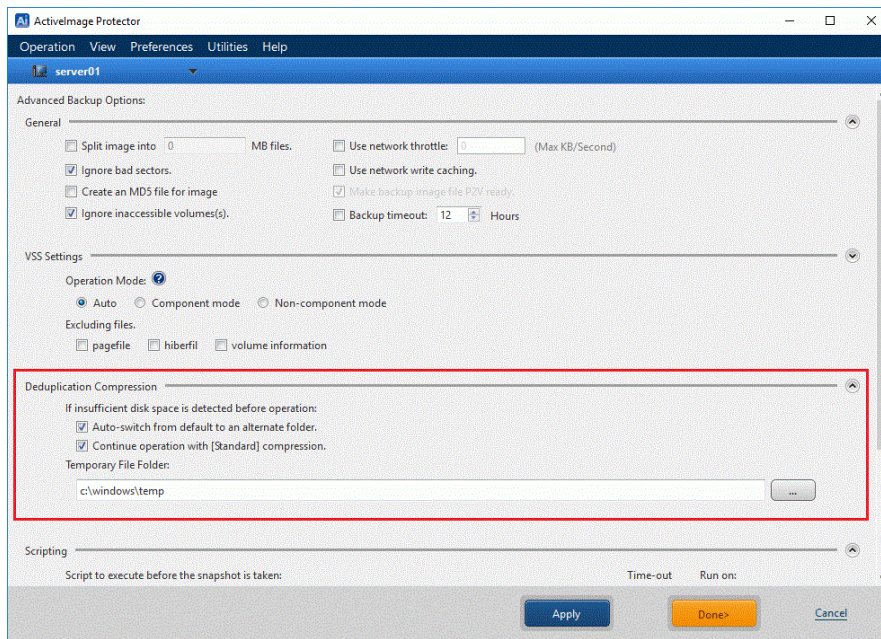 Ai ActiveImage Protector
Operation View Preferences Utilities Help
server01
Advanced Backup Options:
General
Split image into 0 MB files. Use network throttle: 0 (Max KB/Second)
Ignore bad sectors. Use network write caching.
Create an MD5 file for image Make backup image file P2V ready.
Ignore inaccessible volumes(s). Backup timeout: 12 Hours
VSS Settings
Operation Mode: ?
Auto Component mode Non-component mode
Excluding files.
pagefile hiberfil volume information
Deduplication Compression
If insufficient disk space is detected before operation:
Auto-switch from default to an alternate folder.
Continue operation with [Standard] compression.
Temporary File Folder:
c:\windows\temp ...
Scripting
Script to execute before the snapshot is taken: Time-out Run on:
Apply Done> Cancel